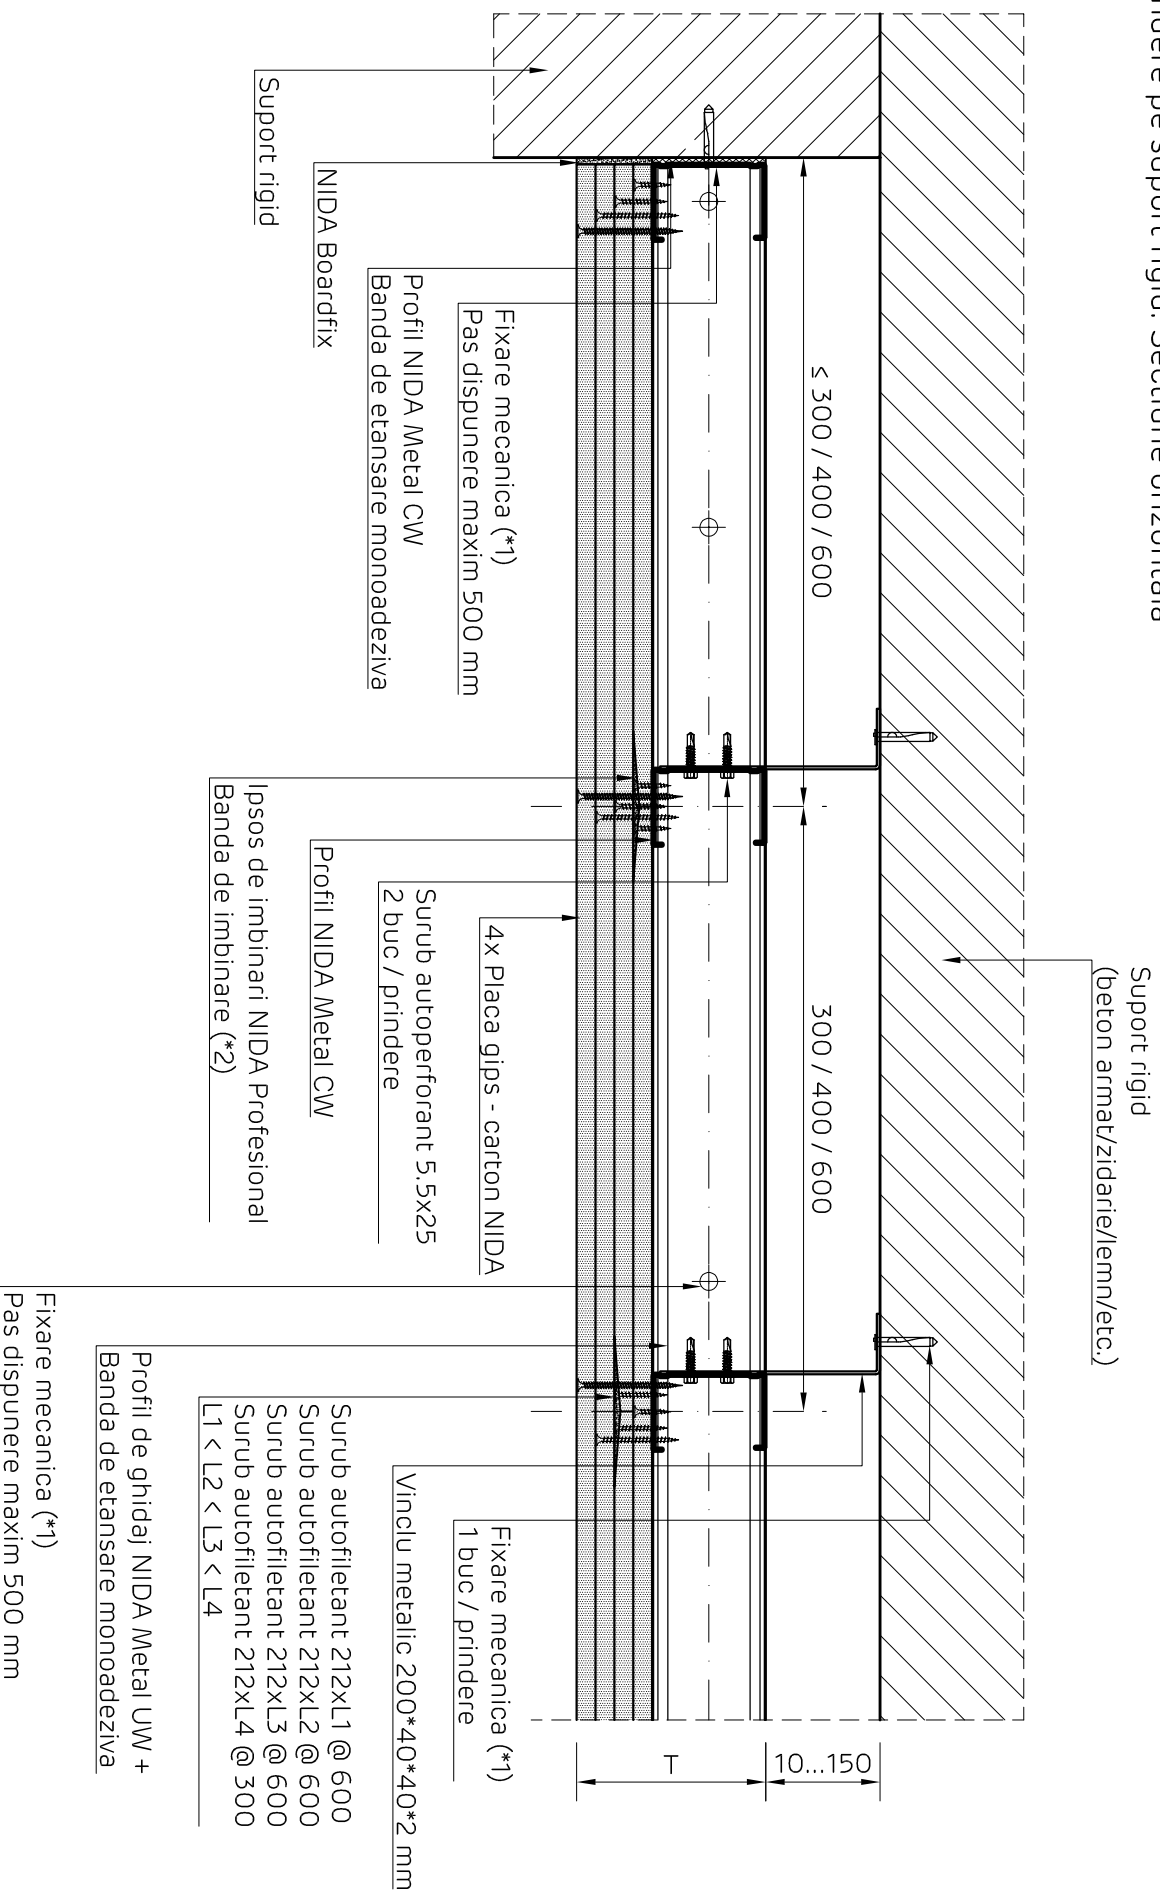 Suport rigid. Sectiune orizontala
Suport rigid
(beton armat/zidarie/lemn/etc.)
≤ 300 / 400 / 600
300 / 400 / 600
10...150
T
Suport rigid
NIDA Boardfix
Profil NIDA Metal CW
Banda de etansare monoadeziva
Fixare mecanica (*1)
Pas dispunere maxim 500 mm
Ipsos de imbinari NIDA Profesional
Banda de imbinare (*2)
Profil NIDA Metal CW
Surub autoperforant 5.5x25
2 buc / prindere
4x Placa gips - carton NIDA
Fixare mecanica (*1)
Pas dispunere maxim 500 mm
Profil de ghidaj NIDA Metal UW +
Banda de etansare monoadeziva
Surub autofiletant 212xL1 @ 600
Surub autofiletant 212xL2 @ 600
Surub autofiletant 212xL3 @ 600
Surub autofiletant 212xL4 @ 300
L1 < L2 < L3 < L4
Vinclu metalic 200*40*40*2 mm
Fixare mecanica (*1)
1 buc / prindere